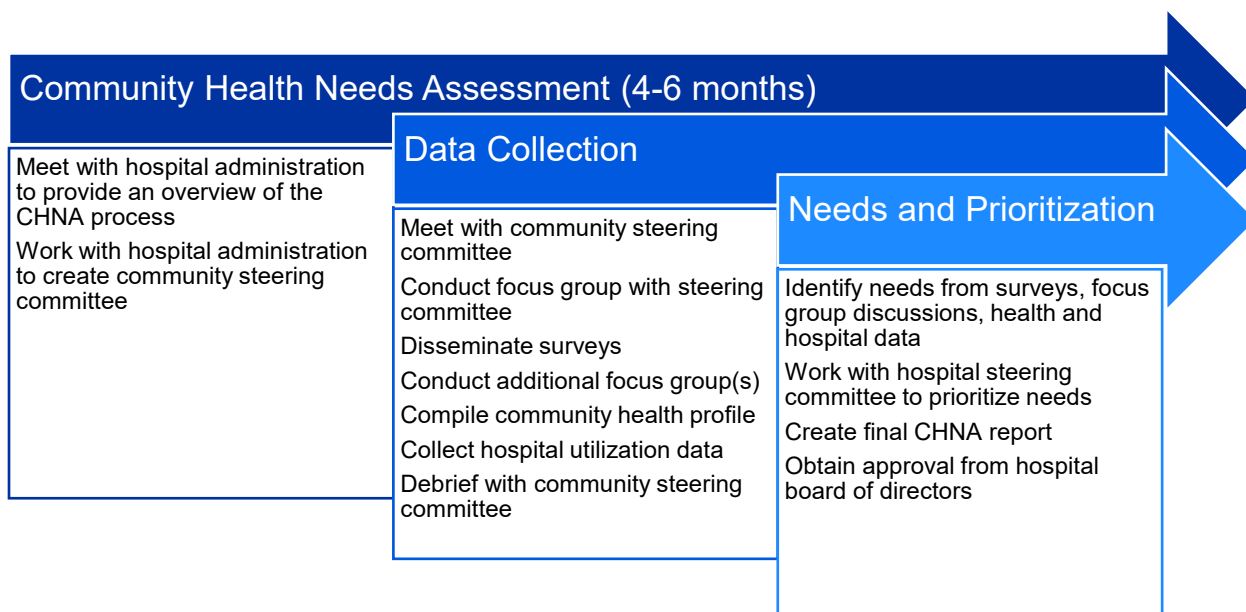 Community Health Needs Assessment (4-6 months)
Meet with hospital administration
to provide an overview of the
CHNA process
Work with hospital administration
to create community steering
committee
Data Collection
Meet with community steering
committee
Conduct focus group with steering
committee
Disseminate surveys
Conduct additional focus group(s)
Compile community health profile
Collect hospital utilization data
Debrief with community steering
committee
Needs and Prioritization
Identify needs from surveys, focus
group discussions, health and
hospital data
Work with hospital steering
committee to prioritize needs
Create final CHNA report
Obtain approval from hospital
board of directors